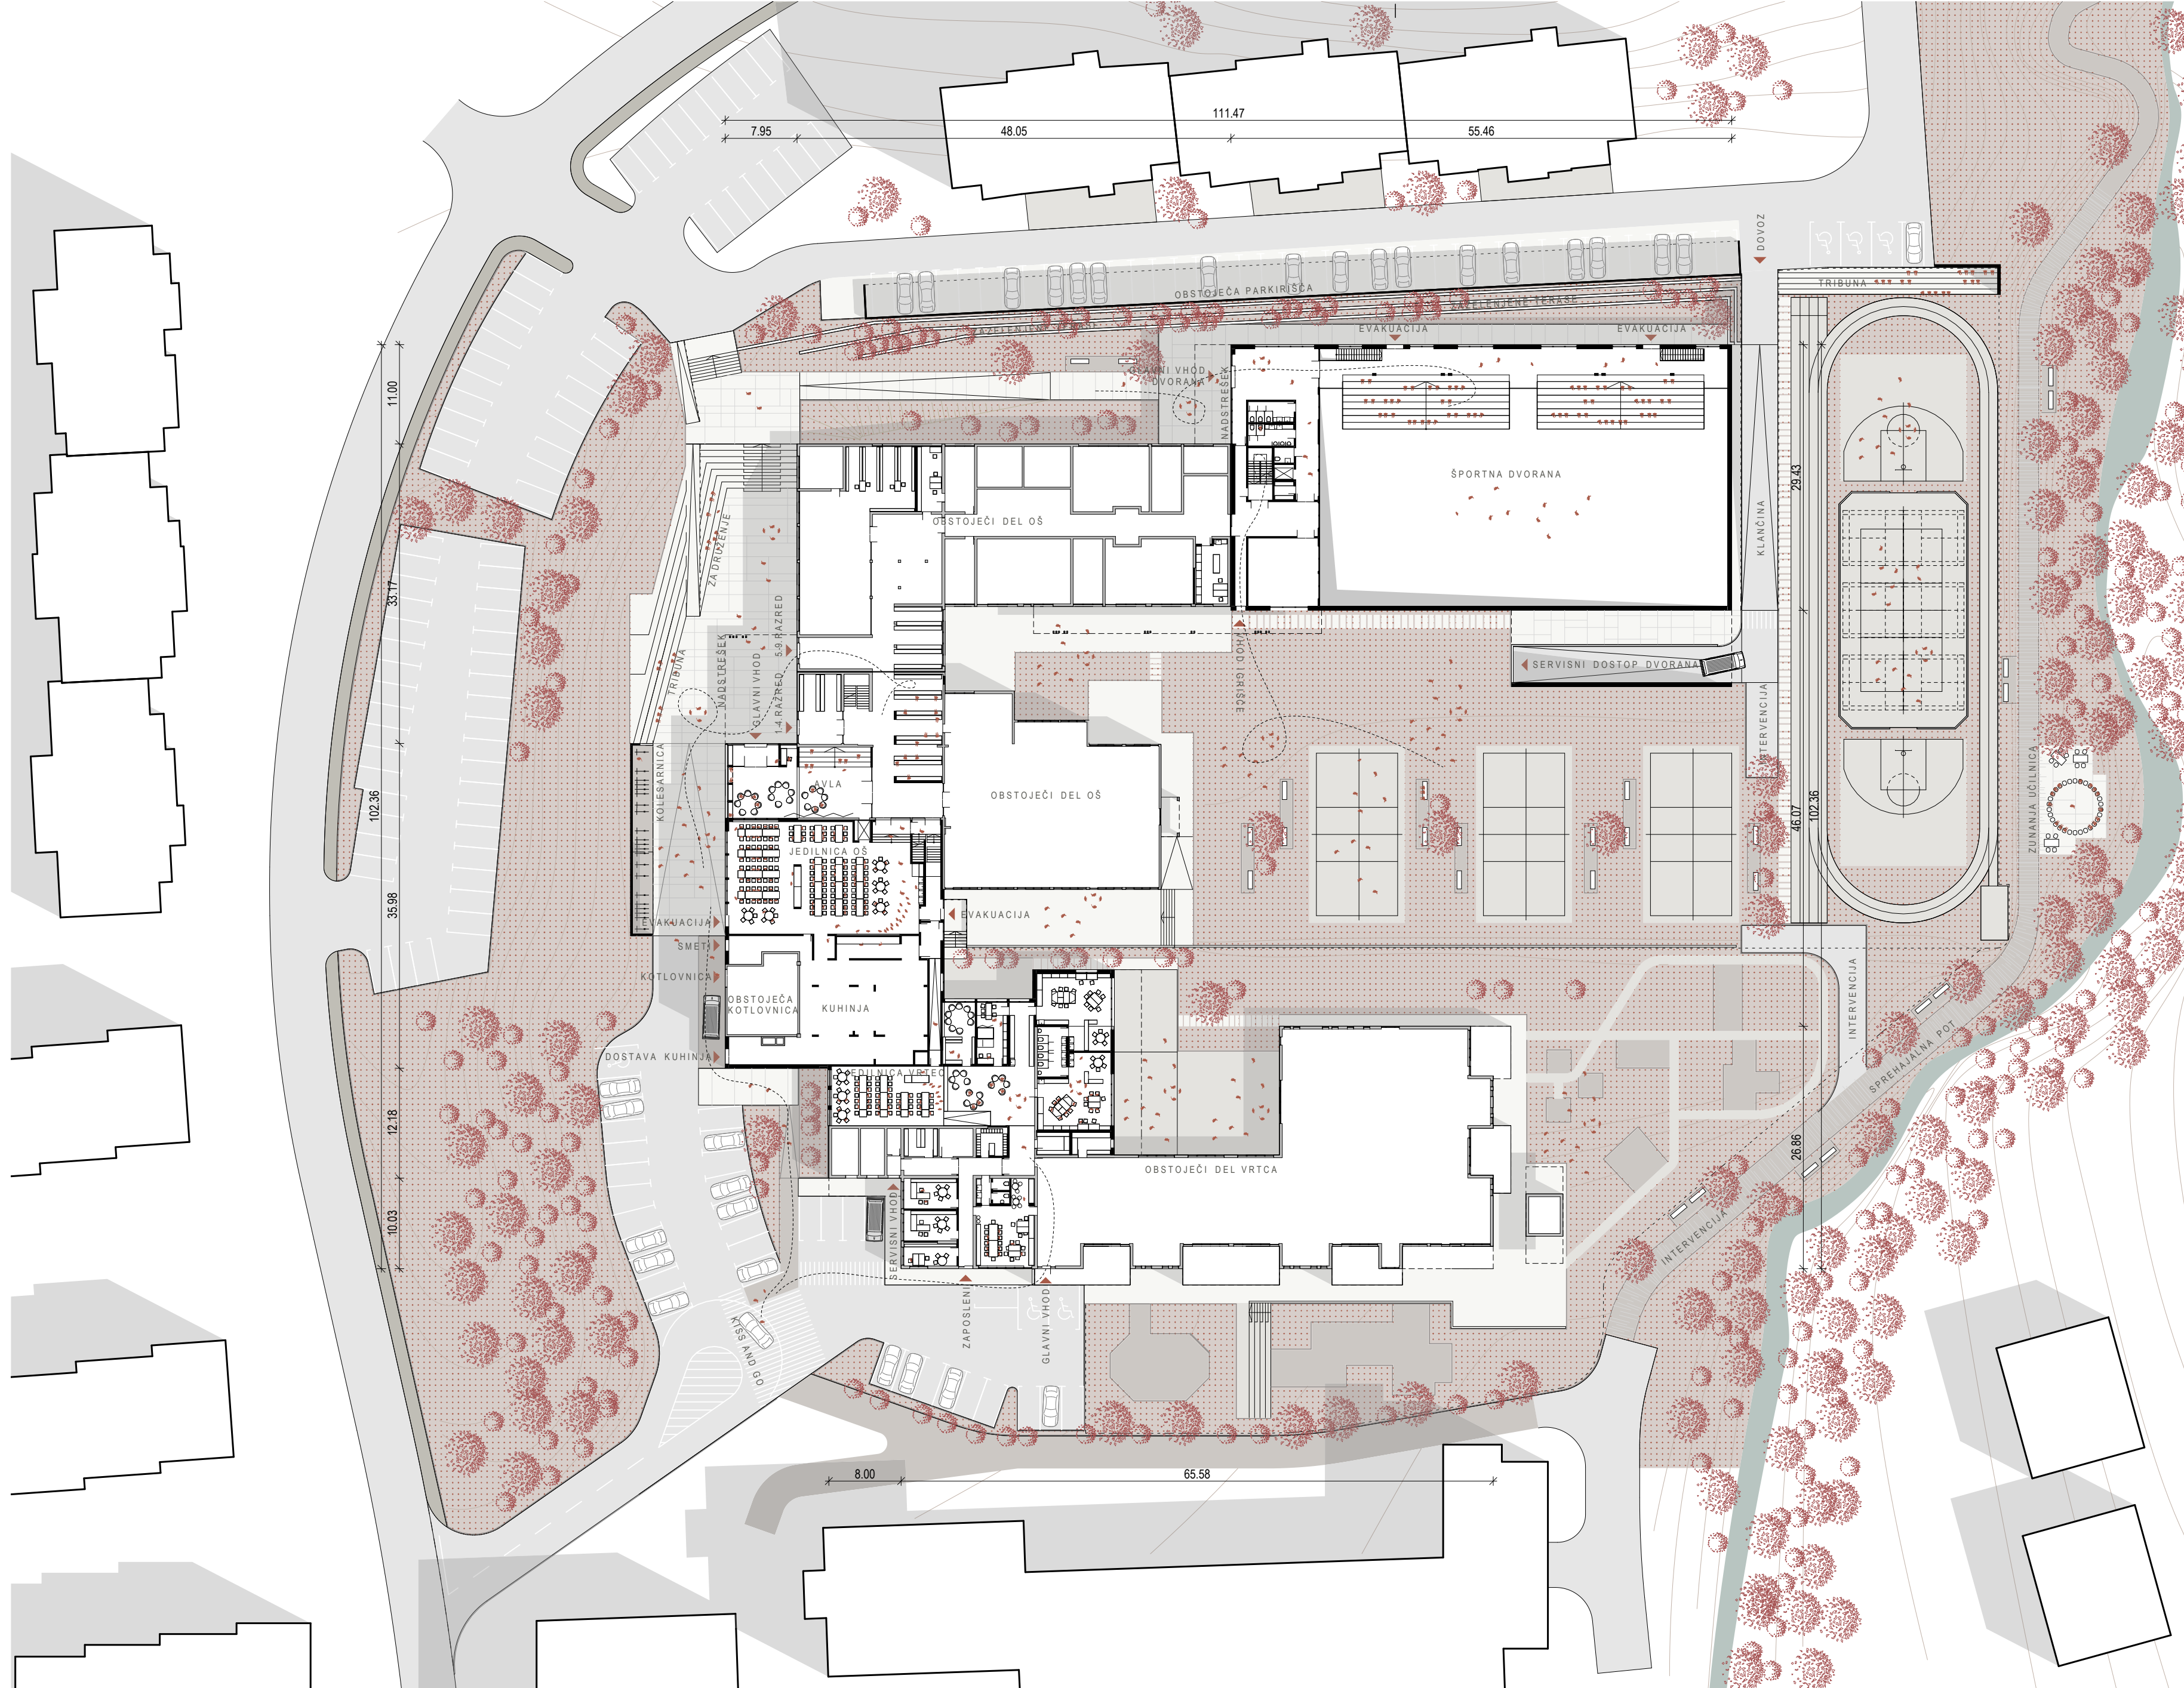 111.47
7.95
48.05
55.46
DOVOZ
OBSTOJEČA PARKIRIŠČA
TRIBUNA
ZAZELENJENE TERASE
ZAZELENJENE TERASE
EVAKUACIJA
EVAKUACIJA
GLAVNI VHOD
DVORANA
NADSTREŠEK
11.00
ŠPORTNA DVORANA
29.43
OBSTOJEČI DEL OŠ
ZADRUŽENJE
KLANČINA
33.17
5.-9.RAZRED
VHOD IGRIŠČE
TRIBUNA
NADSTREŠEK
GLAVNI VHOD
1.-4.RAZRED
SERVISNI DOSTOP DVORANA
INTERVENCIJA
KOLESARNICA
AVLA
OBSTOJEČI DEL OŠ
102.36
46.07
102.36
ZUNANJA UČILNICA
JEDILNICA OŠ
35.98
EVAKUACIJA
EVAKUACIJA
SMETI
KOTLOVNICA
OBSTOJEČA
KOTLOVNICA
KUHINJA
INTERVENCIJA
DOSTAVA KUHINJA
JEDILNICA VRTEC
SPREHAJALNA POT
12.18
26.86
OBSTOJEČI DEL VRTCA
10.03
SERVISNI VHOD
INTERVENCIJA
ZAPOSLENI
GLAVNI VHOD
KISS AND GO
8.00
65.58